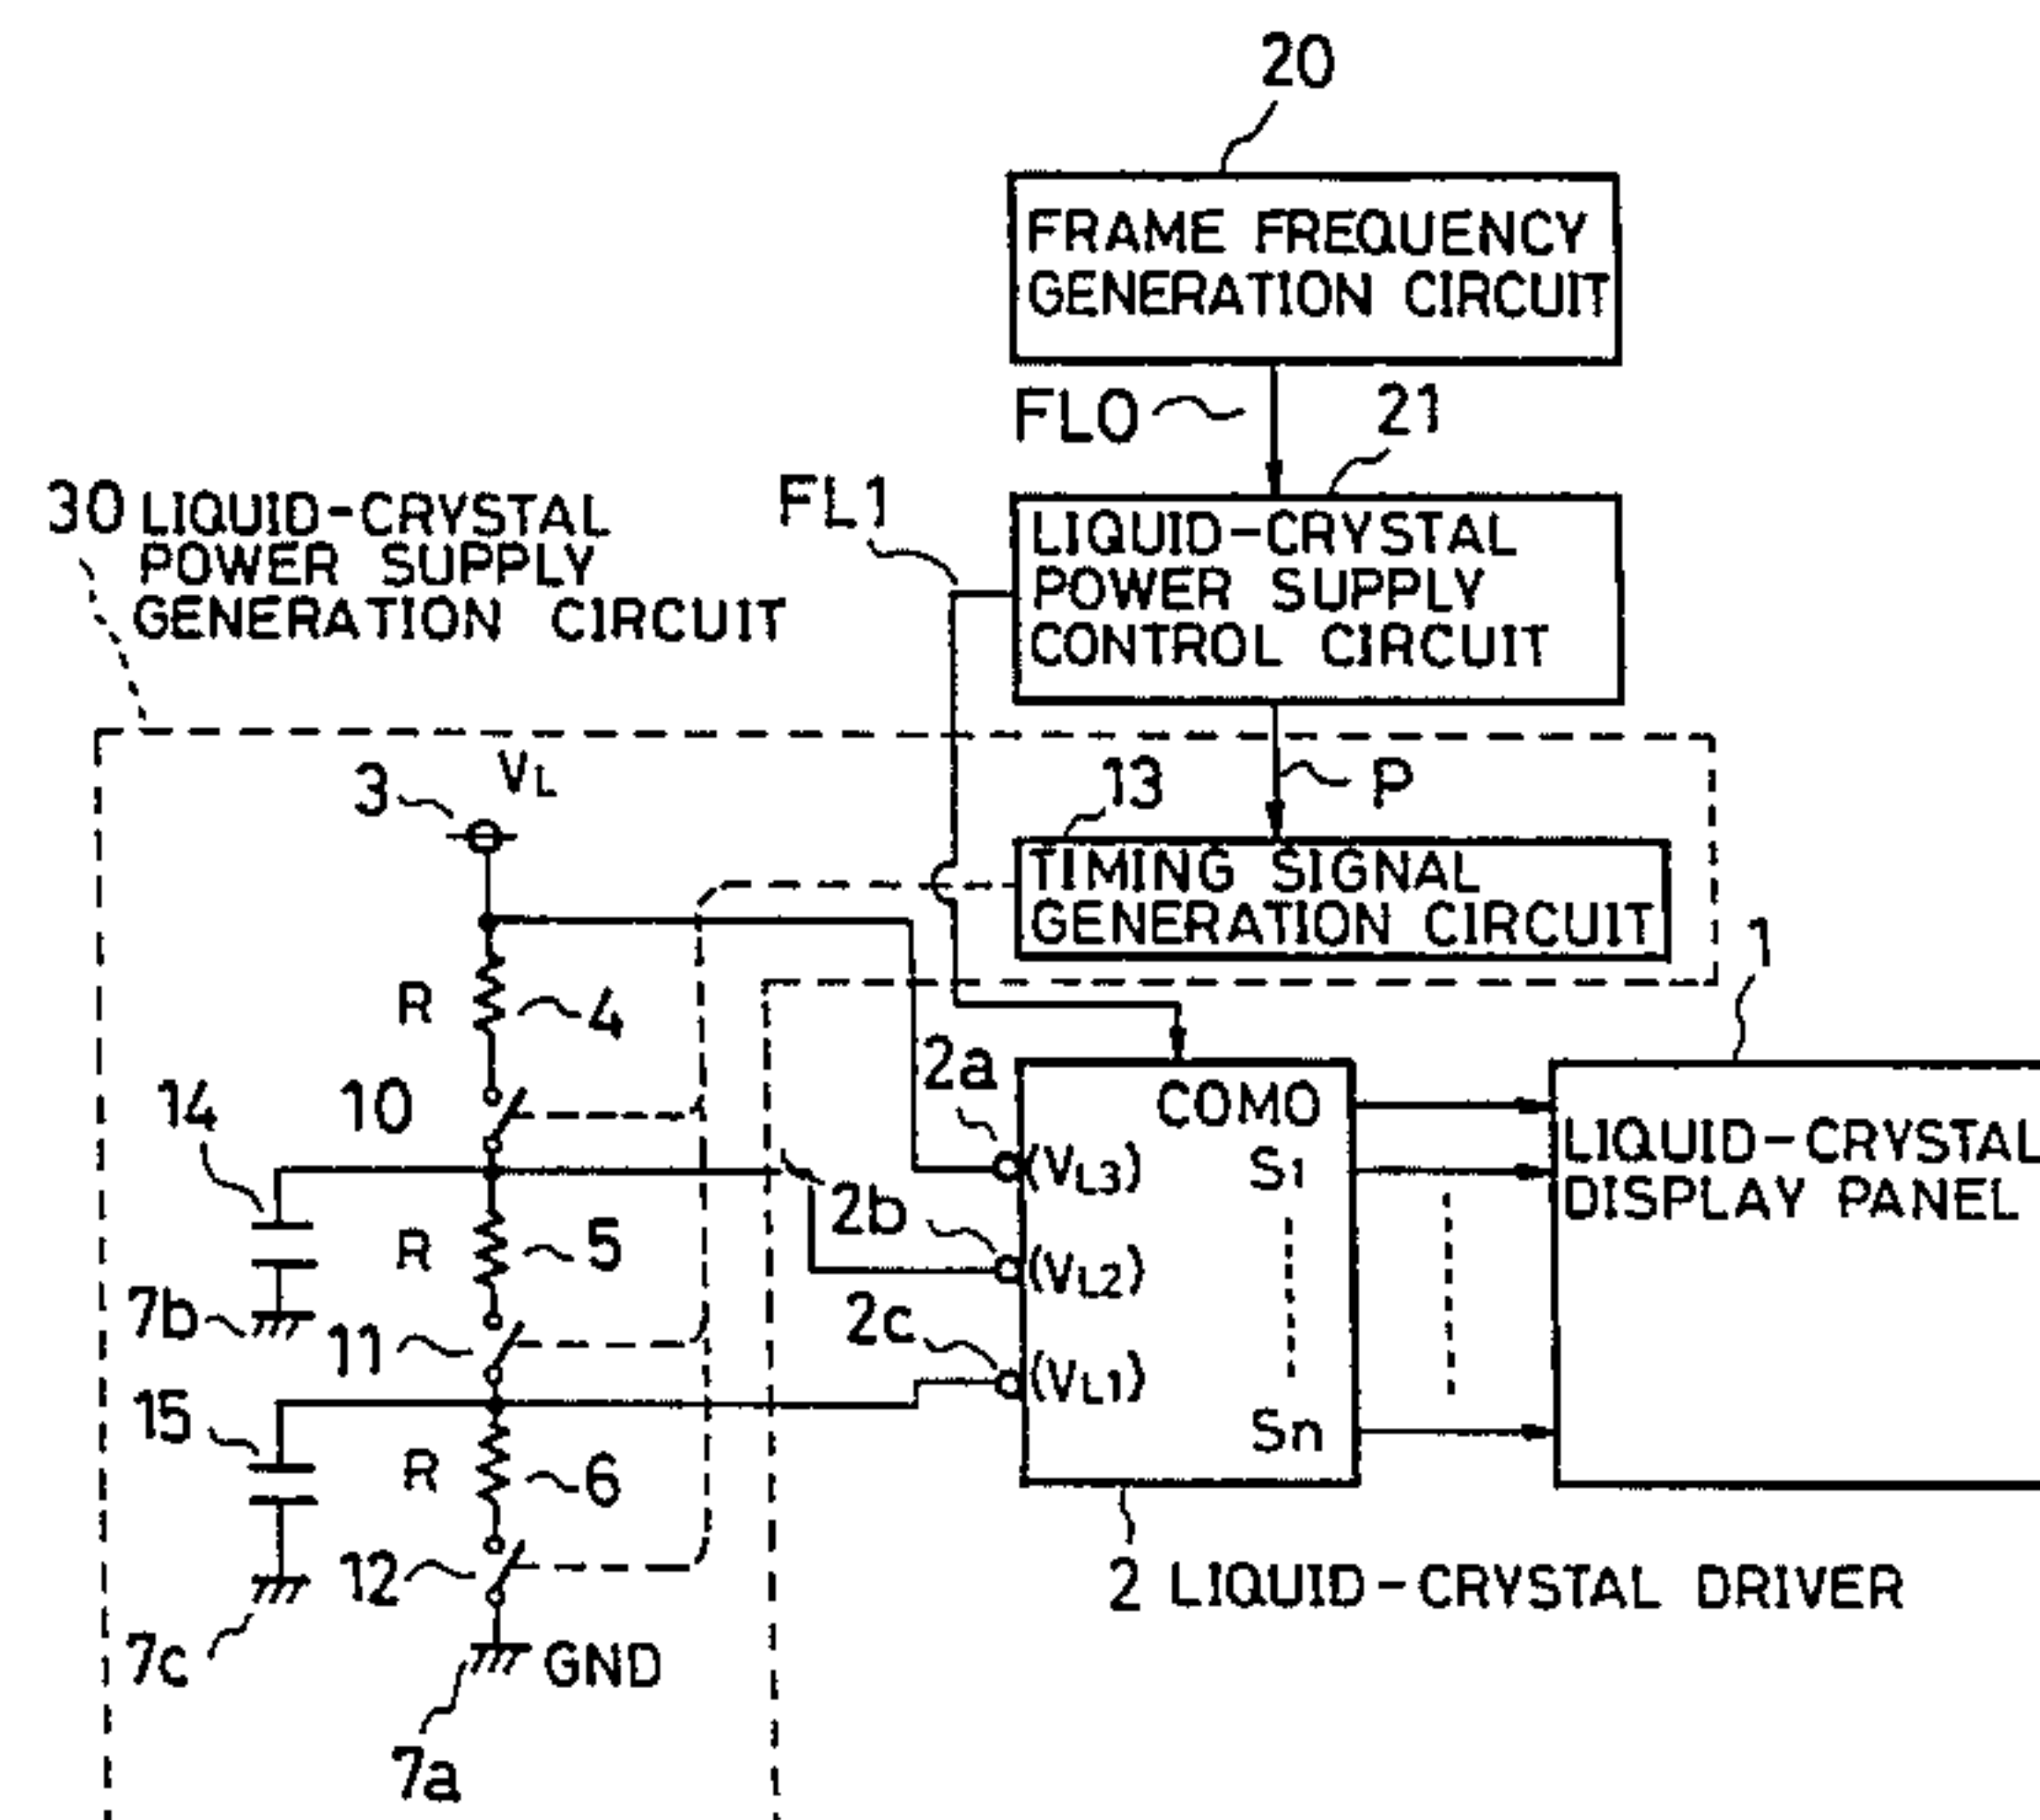 20
FRAME FREQUENCY
GENERATION CIRCUIT
FL0
21
FL1
30 LIQUID-CRYSTAL
POWER SUPPLY
GENERATION CIRCUIT
LIQUID-CRYSTAL
POWER SUPPLY
CONTROL CIRCUIT
3
VL
13
P
TIMING SIGNAL
GENERATION CIRCUIT
1
R
4
2a
14
10
COM0
(VL3)
S1
LIQUID-CRYSTAL
DISPLAY PANEL
2b
R
5
(VL2)
7b
11
2c
(VL1)
15
R
6
Sn
12
2 LIQUID-CRYSTAL DRIVER
7c
GND
7a